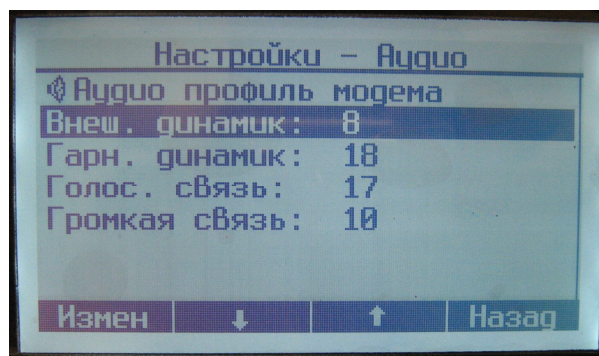 Настройки - Аудио
Аудио профиль модема
Внеш. динамик: 8
Гарн. динамик: 18
Голос. связь: 17
Громкая связь: 10
Измен ↓ ↑ Назад